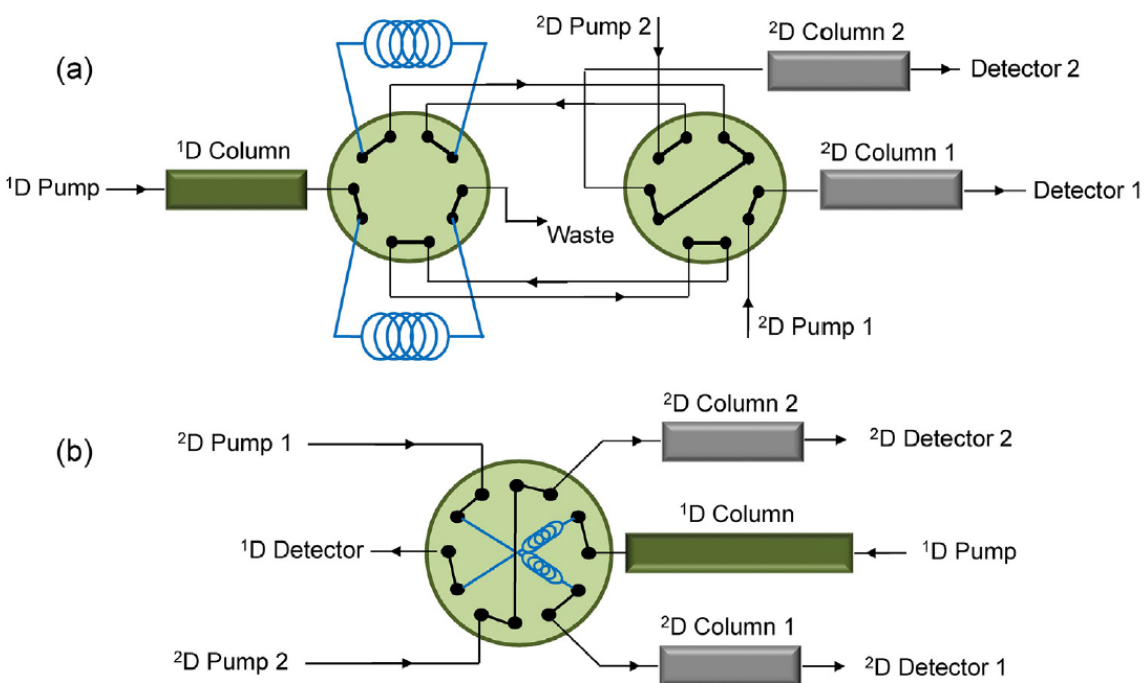 (a)
²D Pump 2
²D Column 2
Detector 2
¹D Column
²D Column 1
¹D Pump
Detector 1
Waste
²D Pump 1
(b)
²D Pump 1
²D Column 2
²D Detector 2
¹D Column
¹D Detector
¹D Pump
²D Column 1
²D Pump 2
²D Detector 1